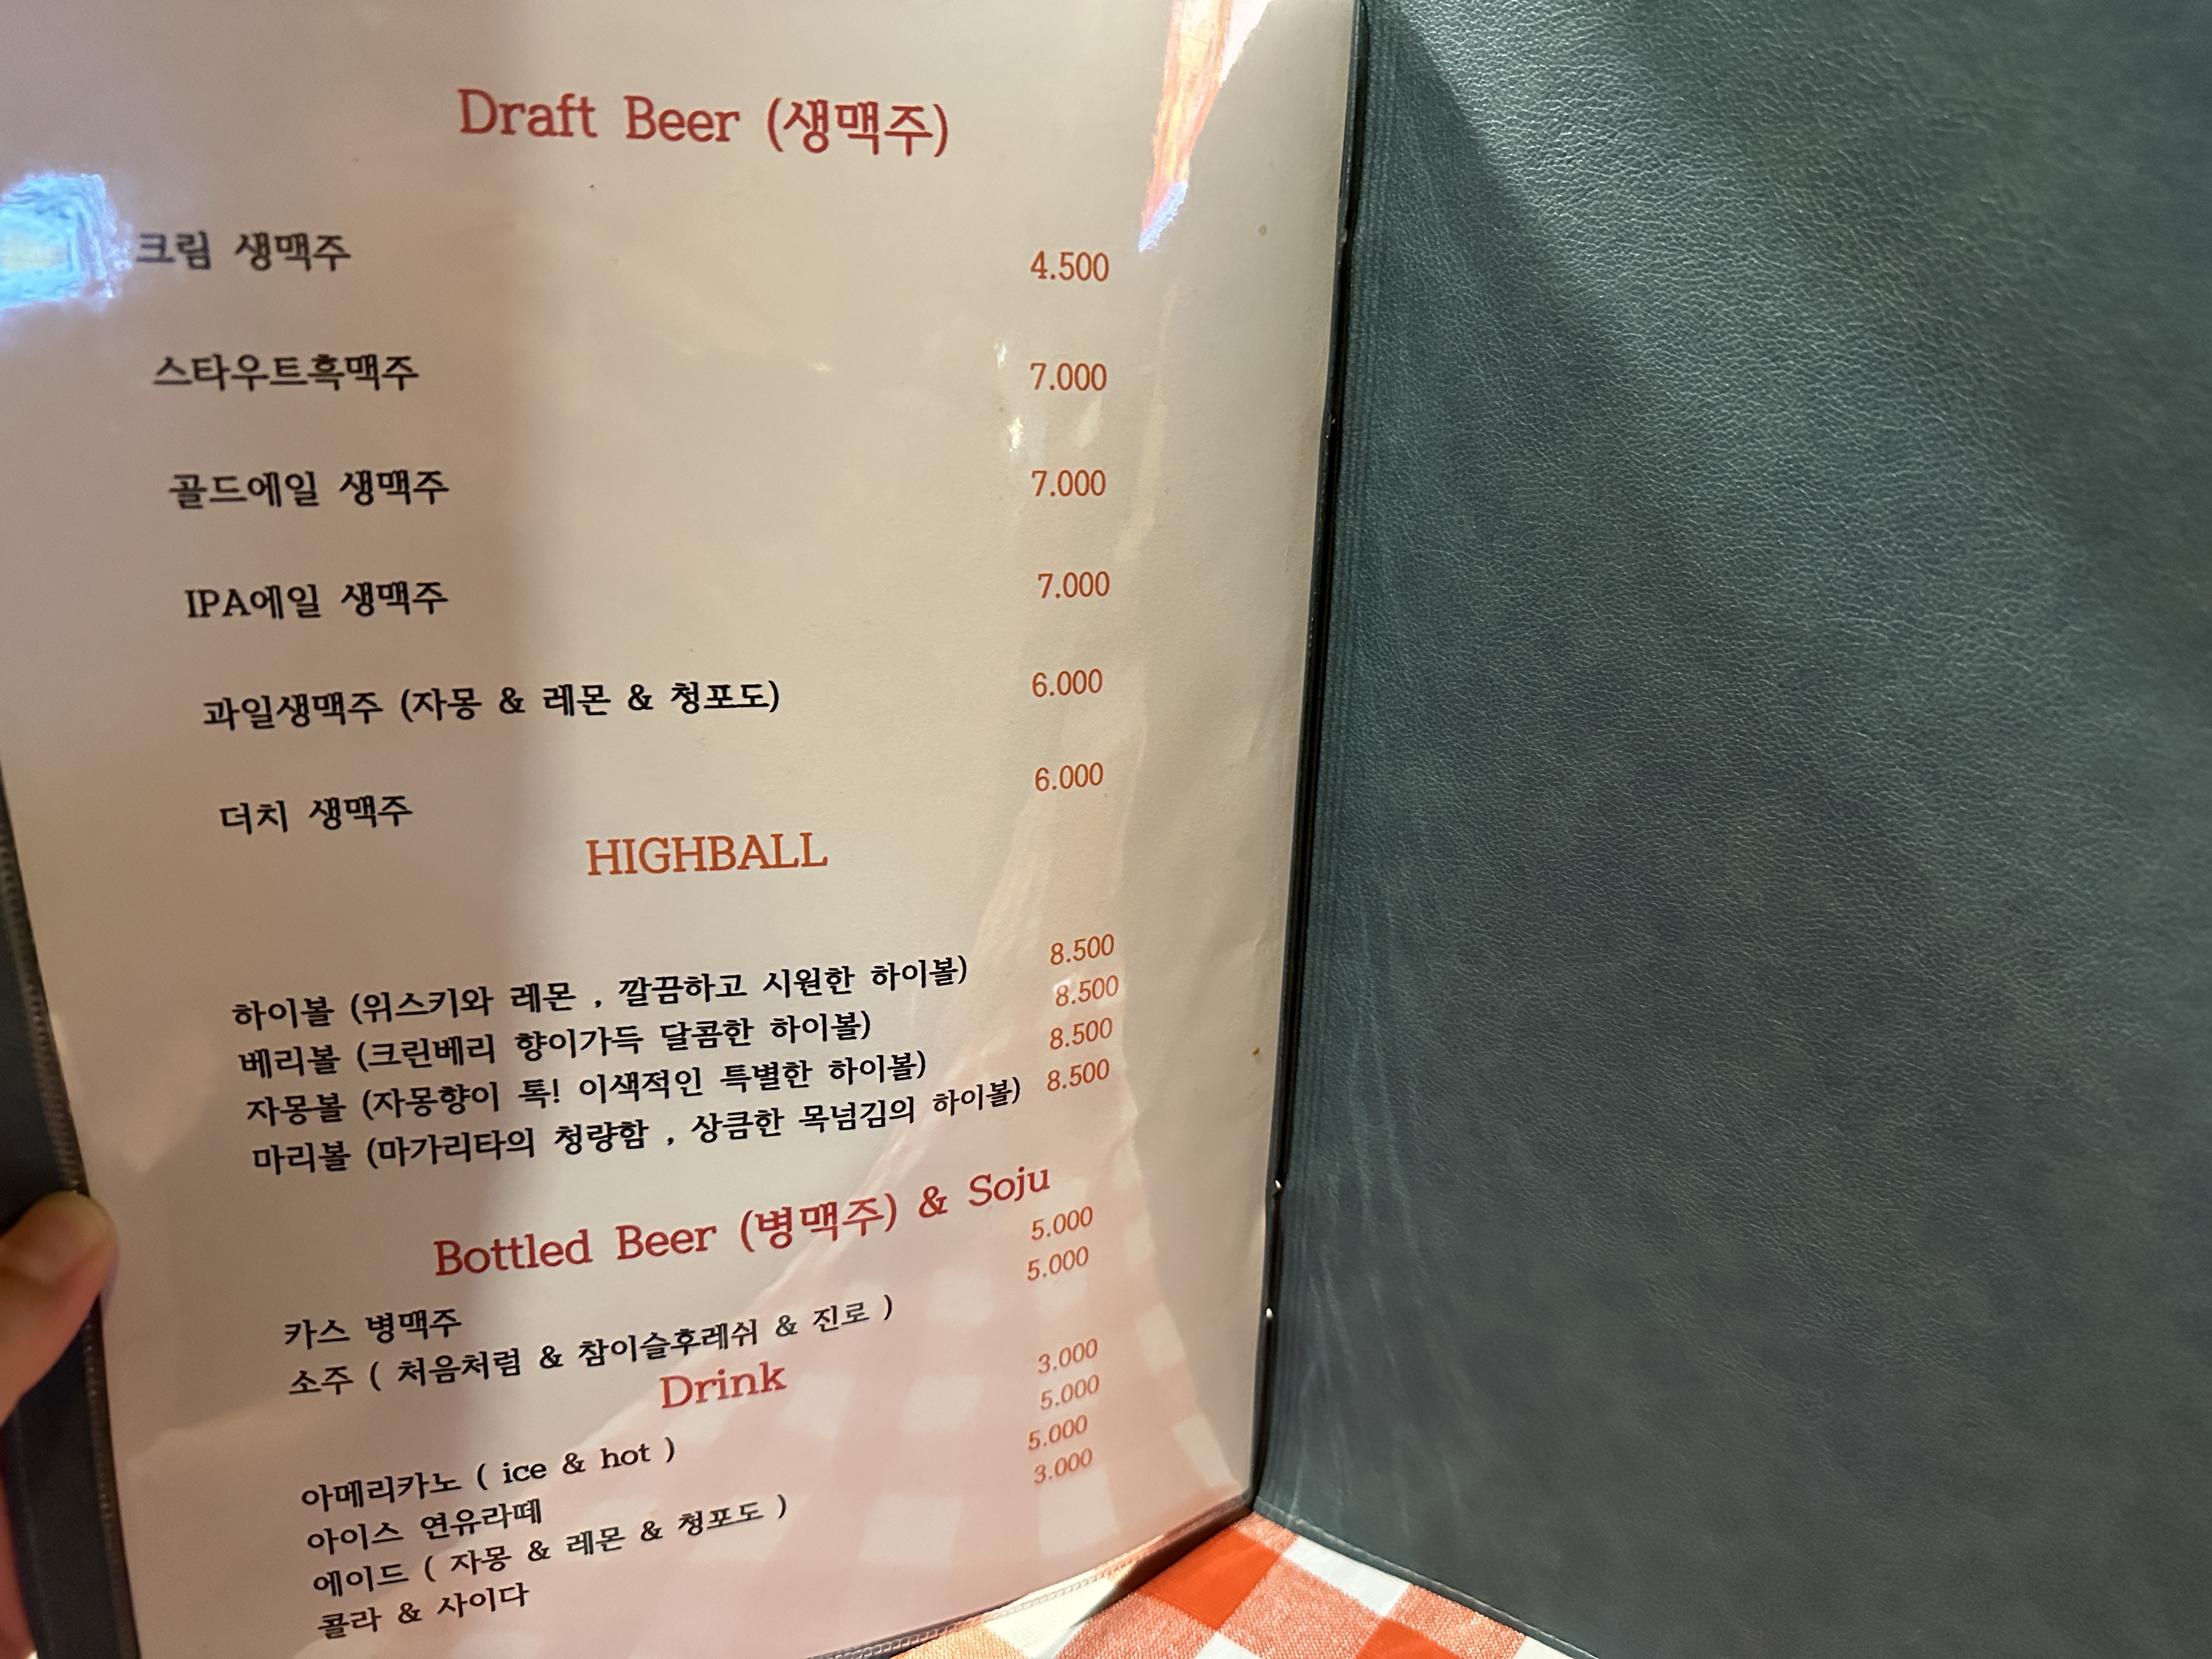 Draft Beer (생맥주)
크림 생맥주 4.500
스타우트흑맥주 7.000
골드에일 생맥주 7.000
IPA에일 생맥주 7.000
과일생맥주 (자몽 & 레몬 & 청포도) 6.000
더치 생맥주 6.000
HIGHBALL
하이볼 (위스키와 레몬 , 깔끔하고 시원한 하이볼) 8.500
베리볼 (크린베리 향이가득 달콤한 하이볼) 8.500
자몽볼 (자몽향이 톡! 이색적인 특별한 하이볼) 8.500
마리볼 (마가리타의 청량함 , 상큼한 목넘김의 하이볼) 8.500
Bottled Beer (병맥주) & Soju
카스 병맥주 5.000
소주 ( 처음처럼 & 참이슬후레쉬 & 진로 ) 5.000
Drink
아메리카노 ( ice & hot ) 3.000
아이스 연유라떼 5.000
에이드 ( 자몽 & 레몬 & 청포도 ) 5.000
콜라 & 사이다 3.000